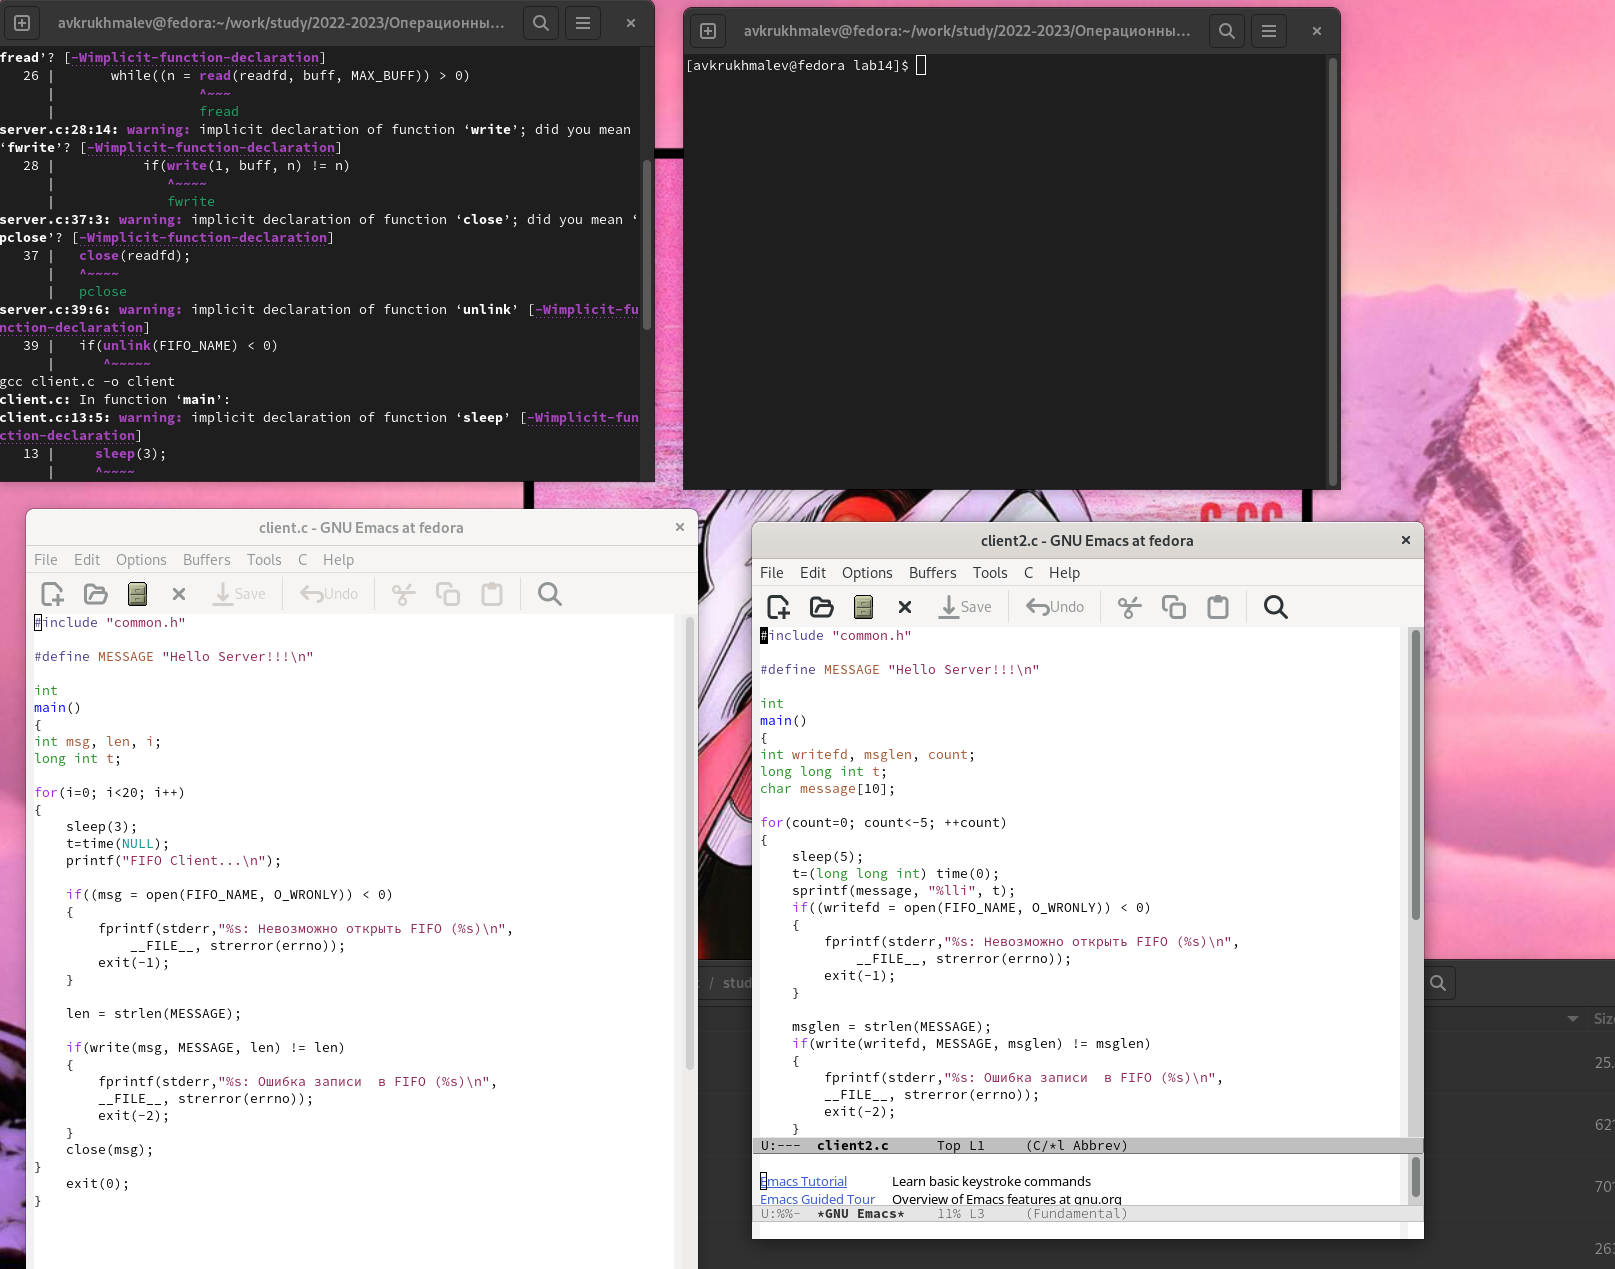 avkrukhmalev@fedora:~/work/study/2022-2023/Операционны...
fread’? [-Wimplicit-function-declaration]
   26 |       while((n = read(readfd, buff, MAX_BUFF)) > 0)
      |                  ^~~~
      |                  fread
server.c:28:14: warning: implicit declaration of function ‘write’; did you mean
‘fwrite’? [-Wimplicit-function-declaration]
   28 |           if(write(1, buff, n) != n)
      |              ^~~~~
      |              fwrite
server.c:37:3: warning: implicit declaration of function ‘close’; did you mean ‘
pclose’? [-Wimplicit-function-declaration]
   37 |   close(readfd);
      |   ^~~~~
      |   pclose
server.c:39:6: warning: implicit declaration of function ‘unlink’ [-Wimplicit-fu
nction-declaration]
   39 |   if(unlink(FIFO_NAME) < 0)
      |      ^~~~~~
gcc client.c -o client
client.c: In function ‘main’:
client.c:13:5: warning: implicit declaration of function ‘sleep’ [-Wimplicit-fun
ction-declaration]
   13 |     sleep(3);
      |     ^~~~~
avkrukhmalev@fedora:~/work/study/2022-2023/Операционны...
[avkrukhmalev@fedora lab14]$
client.c - GNU Emacs at fedora
File Edit Options Buffers Tools C Help
Save Undo
#include "common.h"

#define MESSAGE "Hello Server!!!\n"

int
main()
{
int msg, len, i;
long int t;

for(i=0; i<20; i++)
{
    sleep(3);
    t=time(NULL);
    printf("FIFO Client...\n");

    if((msg = open(FIFO_NAME, O_WRONLY)) < 0)
    {
        fprintf(stderr,"%s: Невозможно открыть FIFO (%s)\n",
            __FILE__, strerror(errno));
        exit(-1);
    }

    len = strlen(MESSAGE);

    if(write(msg, MESSAGE, len) != len)
    {
        fprintf(stderr,"%s: Ошибка записи  в FIFO (%s)\n",
        __FILE__, strerror(errno));
        exit(-2);
    }
    close(msg);
}
    exit(0);
}
client2.c - GNU Emacs at fedora
File Edit Options Buffers Tools C Help
Save Undo
#include "common.h"

#define MESSAGE "Hello Server!!!\n"

int
main()
{
int writefd, msglen, count;
long long int t;
char message[10];

for(count=0; count<-5; ++count)
{
    sleep(5);
    t=(long long int) time(0);
    sprintf(message, "%lli", t);
    if((writefd = open(FIFO_NAME, O_WRONLY)) < 0)
    {
        fprintf(stderr,"%s: Невозможно открыть FIFO (%s)\n",
            __FILE__, strerror(errno));
        exit(-1);
    }

    msglen = strlen(MESSAGE);
    if(write(writefd, MESSAGE, msglen) != msglen)
    {
        fprintf(stderr,"%s: Ошибка записи  в FIFO (%s)\n",
        __FILE__, strerror(errno));
        exit(-2);
    }
U:---  client2.c      Top L1     (C/*l Abbrev)
Emacs Tutorial Learn basic keystroke commands
Emacs Guided Tour Overview of Emacs features at gnu.org
U:%%-  *GNU Emacs*    11% L3     (Fundamental)
/ stud